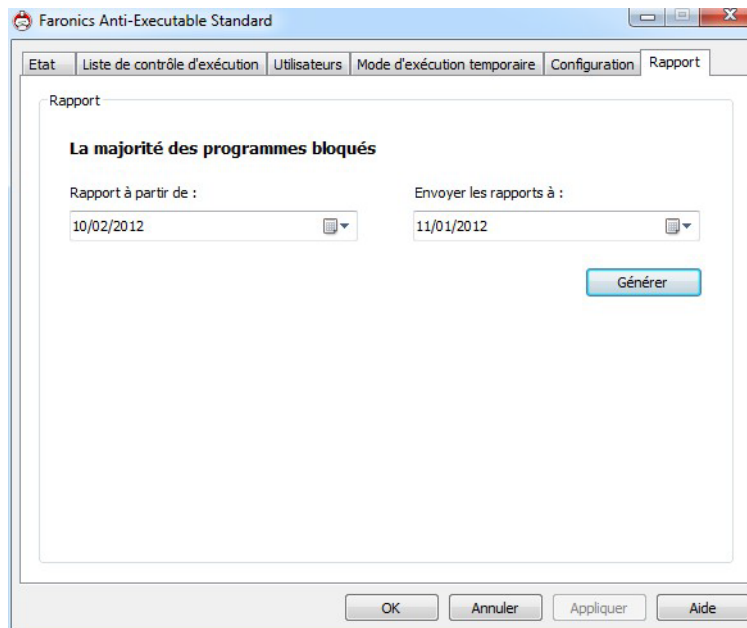 Faronics Anti-Executable Standard
Etat Liste de contrôle d'exécution Utilisateurs Mode d'exécution temporaire Configuration Rapport
Rapport
La majorité des programmes bloqués
Rapport à partir de : Envoyer les rapports à :
10/02/2012 11/01/2012
Générer
OK Annuler Appliquer Aide